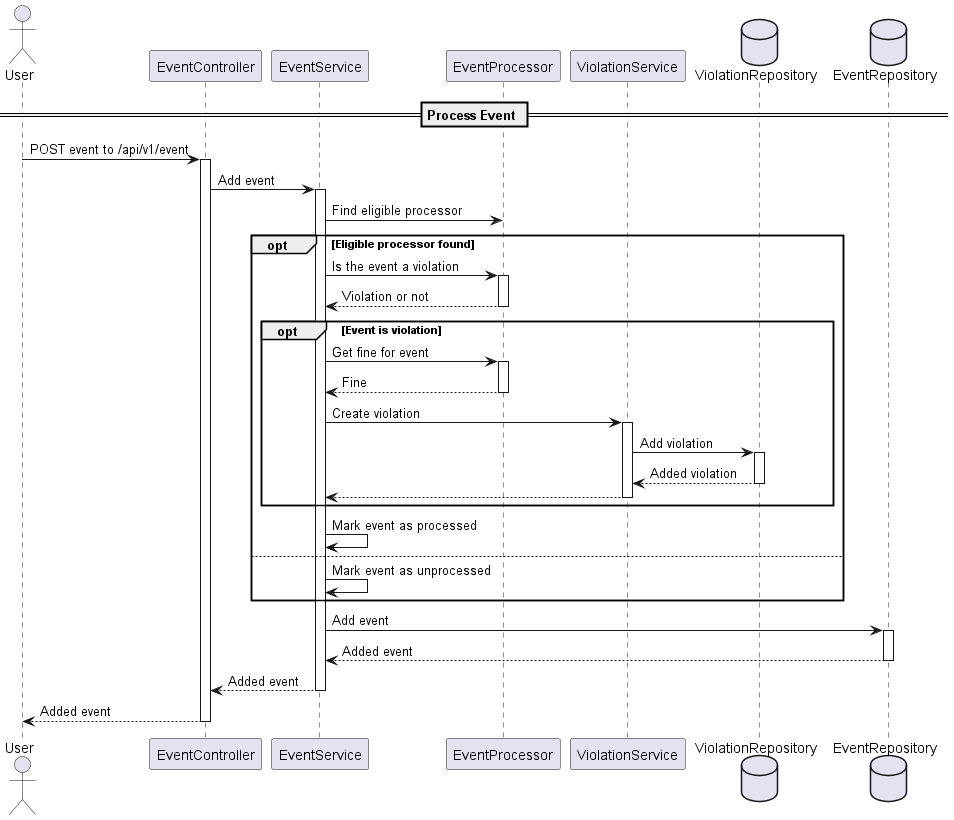 User
EventController
EventService
EventProcessor
ViolationService
ViolationRepository
EventRepository
Process Event
POST event to /api/v1/event
Add event
Find eligible processor
opt
[Eligible processor found]
Is the event a violation
Violation or not
opt
[Event is violation]
Get fine for event
Fine
Create violation
Add violation
Added violation
Mark event as processed
Mark event as unprocessed
Add event
Added event
Added event
Added event
User
EventController
EventService
EventProcessor
ViolationService
ViolationRepository
EventRepository